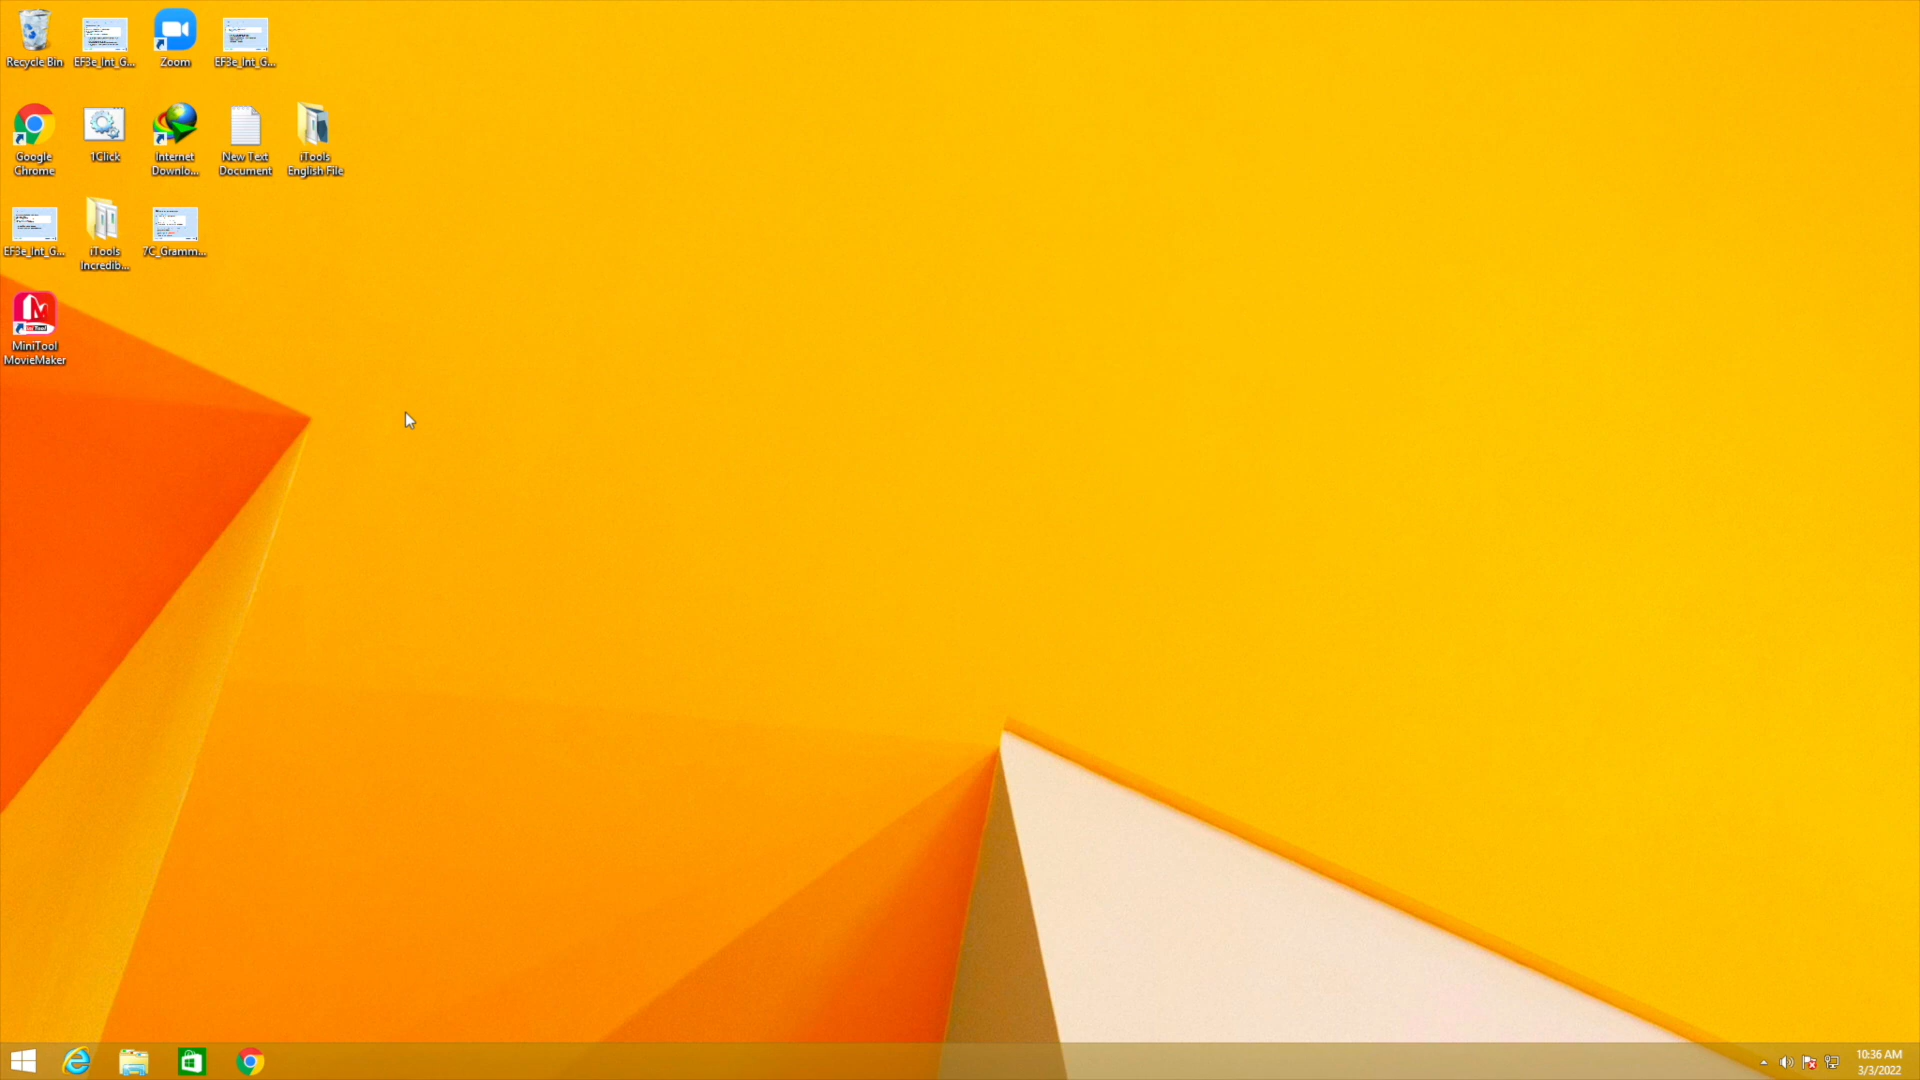 Recycle Bin
EF3e_Int_G...
Zoom
EF3e_Int_G...
Google
Chrome
1Click
Internet
Downlo...
New Text
Document
iTools
English File
EF3e_Int_G...
iTools
Incredib...
7C_Gramm...
MiniTool
MovieMaker
10:36 AM
3/3/2022